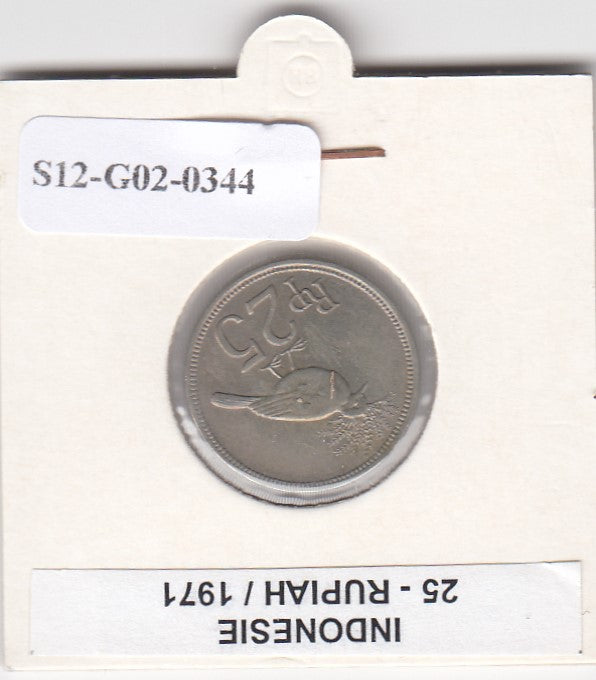 S12-G02-0344
Rp
25
INDONESIE
25 - RUPIAH / 1971